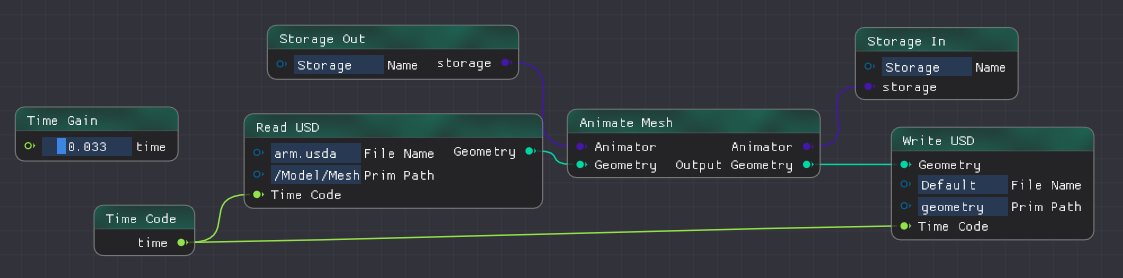 Storage Out
Storage Name storage
Storage In
Storage Name
storage
Time Gain
0.033 time
Read USD
arm.usda File Name Geometry
/Model/Mesh Prim Path
Time Code
Animate Mesh
Animator Animator
Geometry Output Geometry
Write USD
Geometry
Default File Name
geometry Prim Path
Time Code
Time Code
time